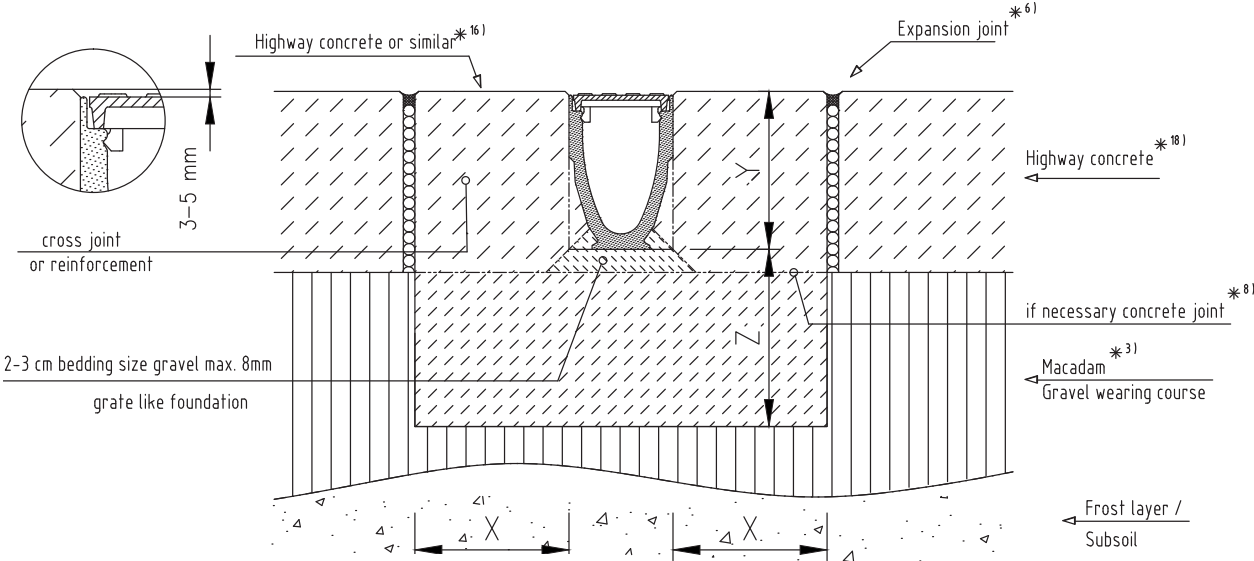 Highway concrete or similar *16)
Expansion joint *6)
3-5 mm
Y
Highway concrete *18)
cross joint
or reinforcement
if necessary concrete joint *8)
Z
2-3 cm bedding size gravel max. 8mm
grate like foundation
Macadam *3)
Gravel wearing course
Frost layer /
Subsoil
X
X